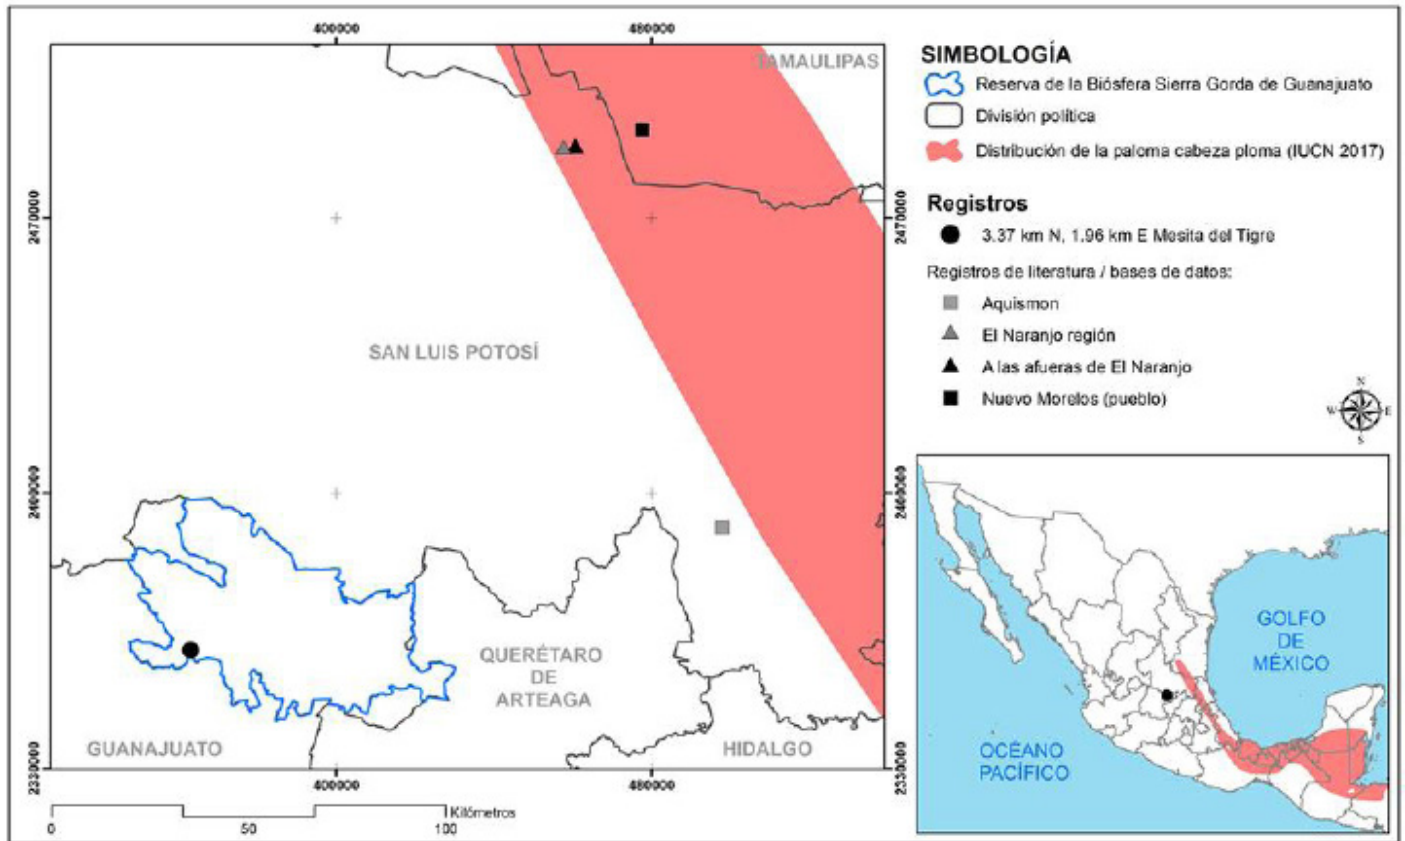 400000
480000
TAMAULIPAS
2470000
2470000
SAN LUIS POTOSÍ
2400000
2400000
QUERÉTARO
DE
ARTEAGA
GUANAJUATO
HIDALGO
2330000
2330000
400000
480000
Kilómetros
0
50
100
SIMBOLOGÍA
Reserva de la Biósfera Sierra Gorda de Guanajuato
División política
Distribución de la paloma cabeza ploma (IUCN 2017)
Registros
3.37 km N, 1.96 km E Mesita del Tigre
Registros de literatura / bases de datos:
Aquismon
El Naranjo región
A las afueras de El Naranjo
Nuevo Morelos (pueblo)
N
W
E
S
GOLFO
DE
MÉXICO
OCÉANO
PACÍFICO